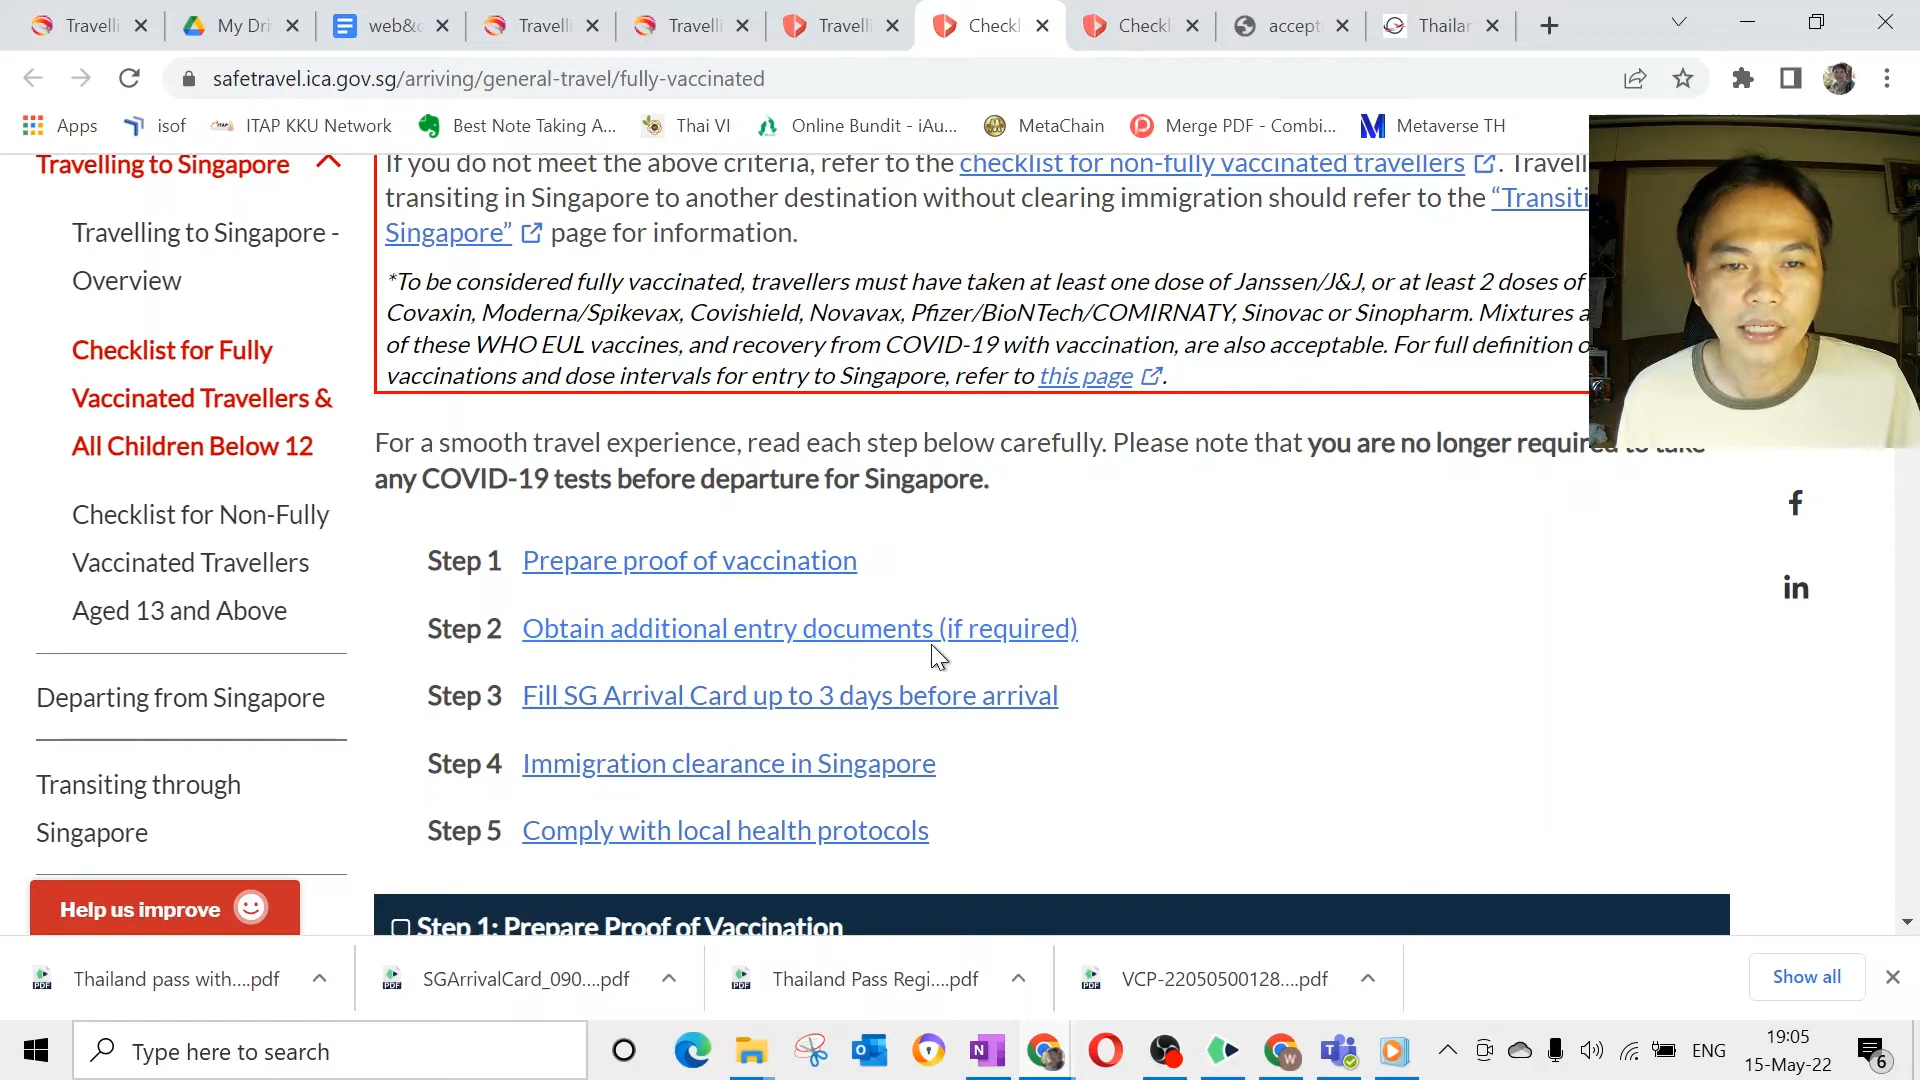 Travelli
My Dri
web&c
Travelli
Travelli
Travelli
Checkl
Checkl
accept
Thailar
safetravel.ica.gov.sg/arriving/general-travel/fully-vaccinated
Apps
isof
ITAP KKU Network
Best Note Taking A...
Thai VI
Online Bundit - iAu...
MetaChain
Merge PDF - Combi...
Metaverse TH
Travelling to Singapore
Travelling to Singapore -
Overview
Checklist for Fully
Vaccinated Travellers &
All Children Below 12
Checklist for Non-Fully
Vaccinated Travellers
Aged 13 and Above
Departing from Singapore
Transiting through
Singapore
Help us improve
If you do not meet the above criteria, refer to the checklist for non-fully vaccinated travellers. Travell
transiting in Singapore to another destination without clearing immigration should refer to the “Transiti
Singapore” page for information.
*To be considered fully vaccinated, travellers must have taken at least one dose of Janssen/J&J, or at least 2 doses of
Covaxin, Moderna/Spikevax, Covishield, Novavax, Pfizer/BioNTech/COMIRNATY, Sinovac or Sinopharm. Mixtures a
of these WHO EUL vaccines, and recovery from COVID-19 with vaccination, are also acceptable. For full definition o
vaccinations and dose intervals for entry to Singapore, refer to this page.
For a smooth travel experience, read each step below carefully. Please note that you are no longer required to take
any COVID-19 tests before departure for Singapore.
Step 1 Prepare proof of vaccination
Step 2 Obtain additional entry documents (if required)
Step 3 Fill SG Arrival Card up to 3 days before arrival
Step 4 Immigration clearance in Singapore
Step 5 Comply with local health protocols
Step 1: Prepare Proof of Vaccination
f
in
Thailand pass with....pdf
SGArrivalCard_090....pdf
Thailand Pass Regi....pdf
VCP-22050500128....pdf
Show all
Type here to search
ENG
19:05
15-May-22
6